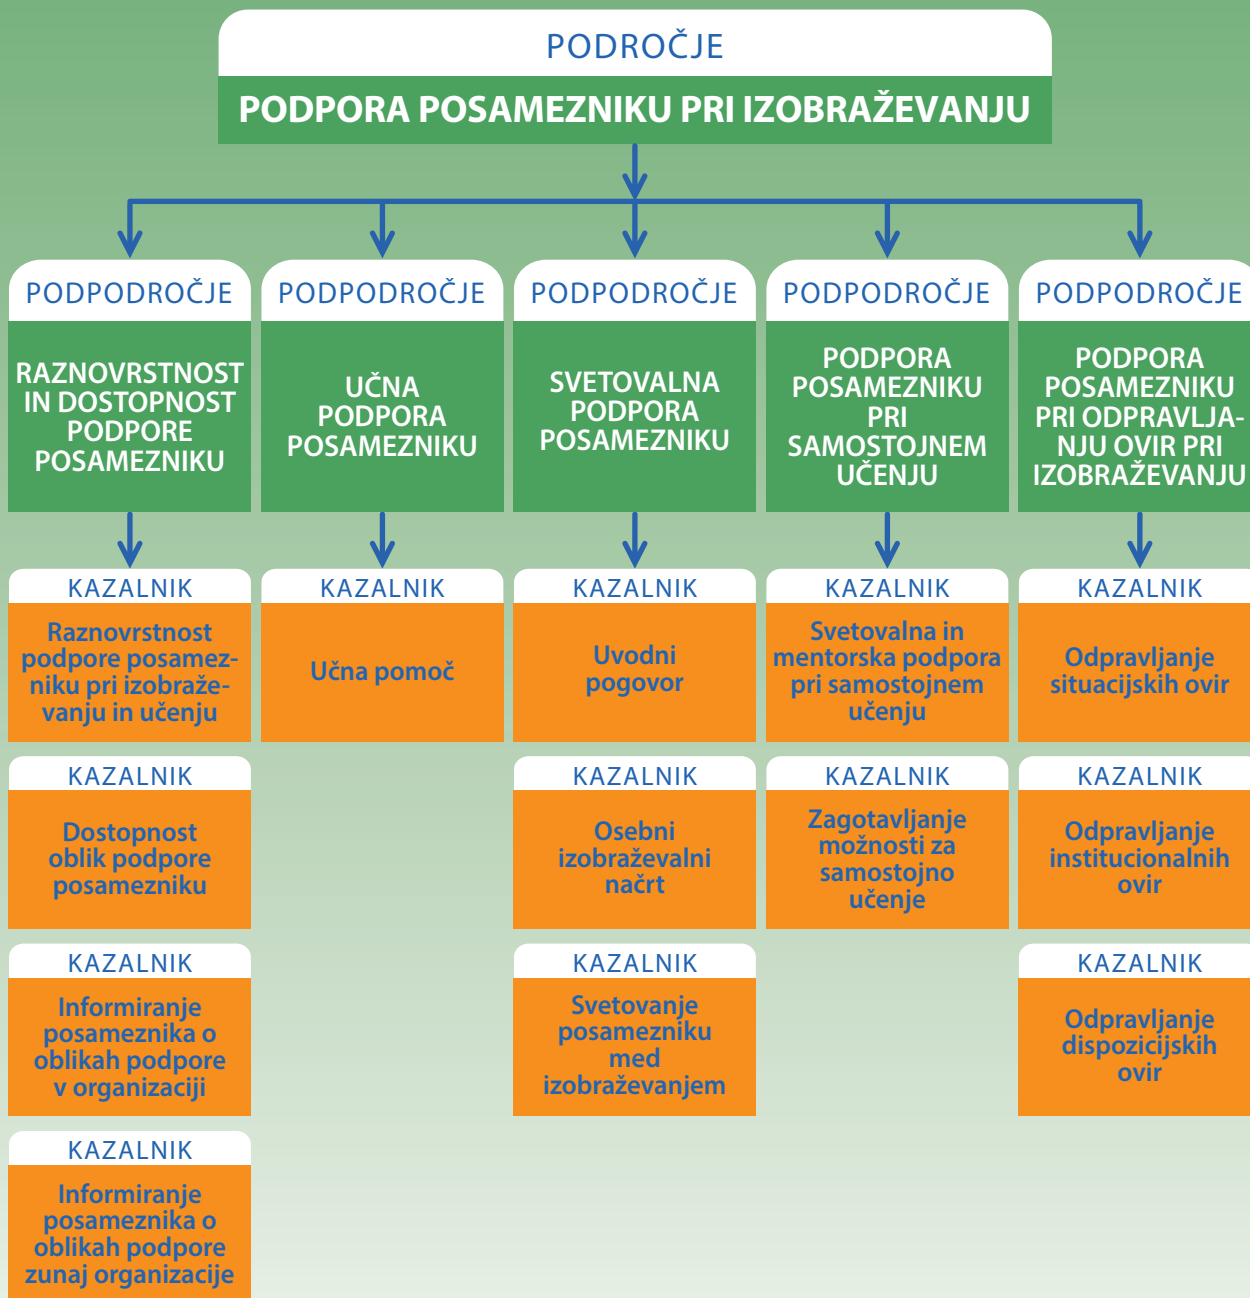 PODROČJE
PODPORA POSAMEZNIKU PRI IZOBRAŽEVANJU
PODPODROČJE
RAZNOVRSTNOST
IN DOSTOPNOST
PODPORE
POSAMEZNIKU
PODPODROČJE
UČNA
PODPORA
POSAMEZNIKU
PODPODROČJE
SVETOVALNA
PODPORA
POSAMEZNIKU
PODPODROČJE
PODPORA
POSAMEZNIKU
PRI
SAMOSTOJNEM
UČENJU
PODPODROČJE
PODPORA
POSAMEZNIKU
PRI ODPRAVLJA-
NJU OVIR PRI
IZOBRAŽEVANJU
KAZALNIK
Raznovrstnost
podpore posamez-
niku pri izobraže-
vanju in učenju
KAZALNIK
Učna pomoč
KAZALNIK
Uvodni
pogovor
KAZALNIK
Svetovalna in
mentorska podpora
pri samostojnem
učenju
KAZALNIK
Odpravljanje
situacijskih ovir
KAZALNIK
Dostopnost
oblik podpore
posamezniku
KAZALNIK
Osebni
izobraževalni
načrt
KAZALNIK
Zagotavljanje
možnosti za
samostojno
učenje
KAZALNIK
Odpravljanje
institucionalnih
ovir
KAZALNIK
Informiranje
posameznika o
oblikah podpore
v organizaciji
KAZALNIK
Svetovanje
posamezniku
med
izobraževanjem
KAZALNIK
Odpravljanje
dispozicijskih
ovir
KAZALNIK
Informiranje
posameznika o
oblikah podpore
zunaj organizacije